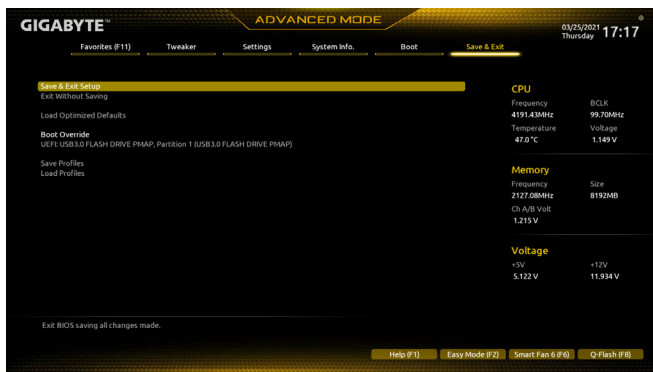 GIGABYTE™
ADVANCED MODE
03/25/2021 Thursday 17:17
Favorites (F11) Tweaker Settings System Info. Boot Save & Exit
Save & Exit Setup
Exit Without Saving
Load Optimized Defaults
Boot Override
UEFI: USB3.0 FLASH DRIVE PMAP, Partition 1 (USB3.0 FLASH DRIVE PMAP)
Save Profiles
Load Profiles
CPU
Frequency BCLK
4191.43MHz 99.70MHz
Temperature Voltage
47.0 °C 1.149 V
Memory
Frequency Size
2127.08MHz 8192MB
Ch A/B Volt
1.215 V
Voltage
+5V +12V
5.122 V 11.934 V
Exit BIOS saving all changes made.
Help (F1) Easy Mode (F2) Smart Fan 6 (F6) Q-Flash (F8)